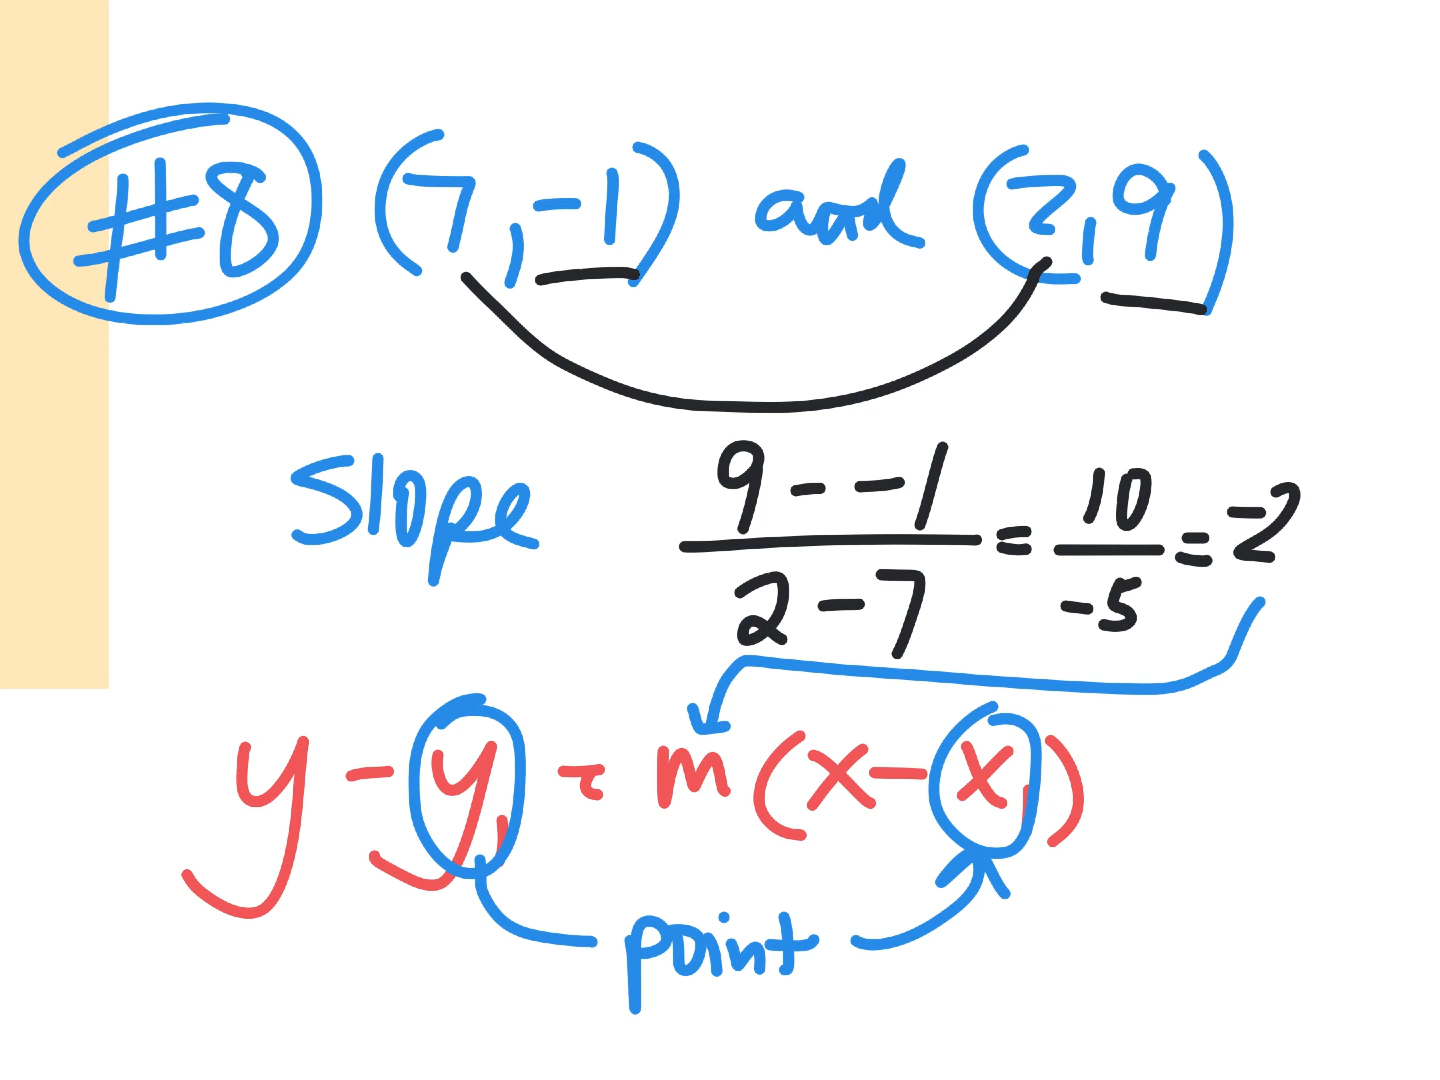 #8 (7,-1) and (2,9)
Slope 9--1/2-7 = 10/-5 = -2
y-y₁ = m(x-x₁)
point